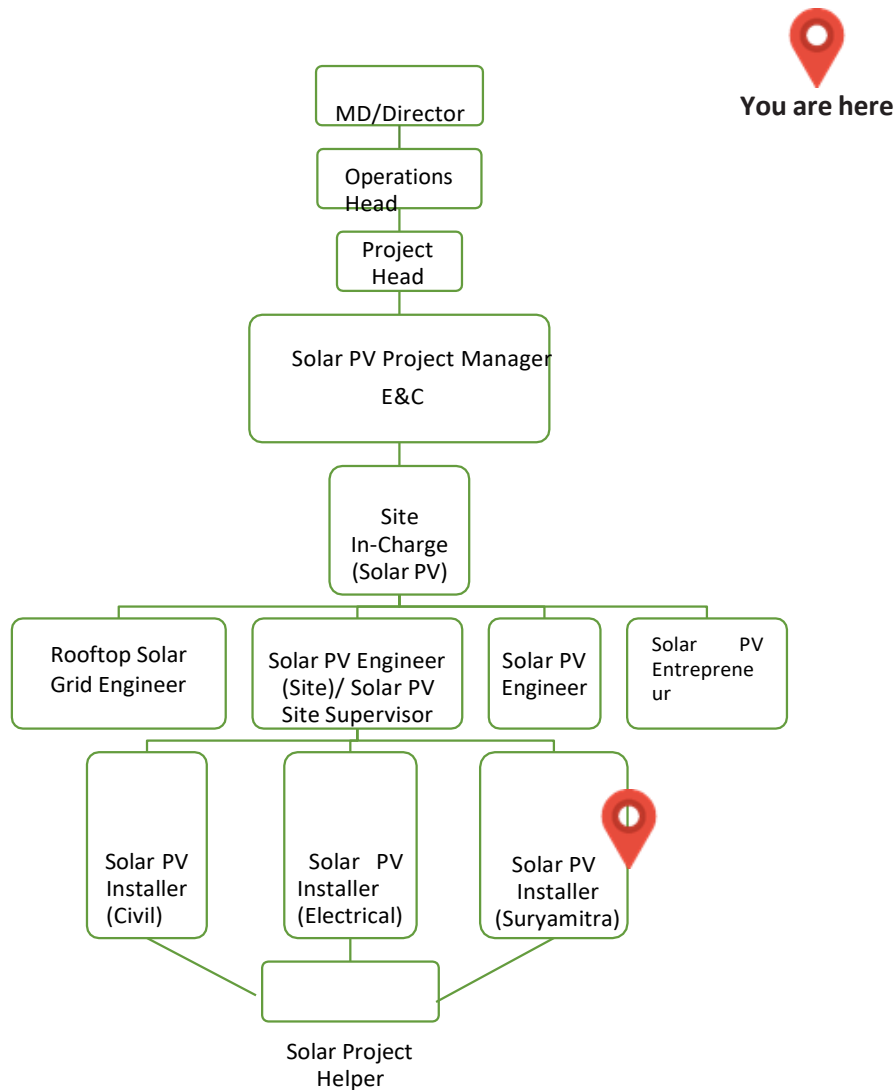 You are here
MD/Director
Operations
Head
Project
Head
Solar PV Project Manager
E&C
Site
In-Charge
(Solar PV)
Rooftop Solar
Grid Engineer
Solar PV Engineer
(Site)/ Solar PV
Site Supervisor
Solar PV
Engineer
Solar PV
Entreprene
ur
Solar PV
Installer
(Civil)
Solar PV
Installer
(Electrical)
Solar PV
Installer
(Suryamitra)
Solar Project
Helper